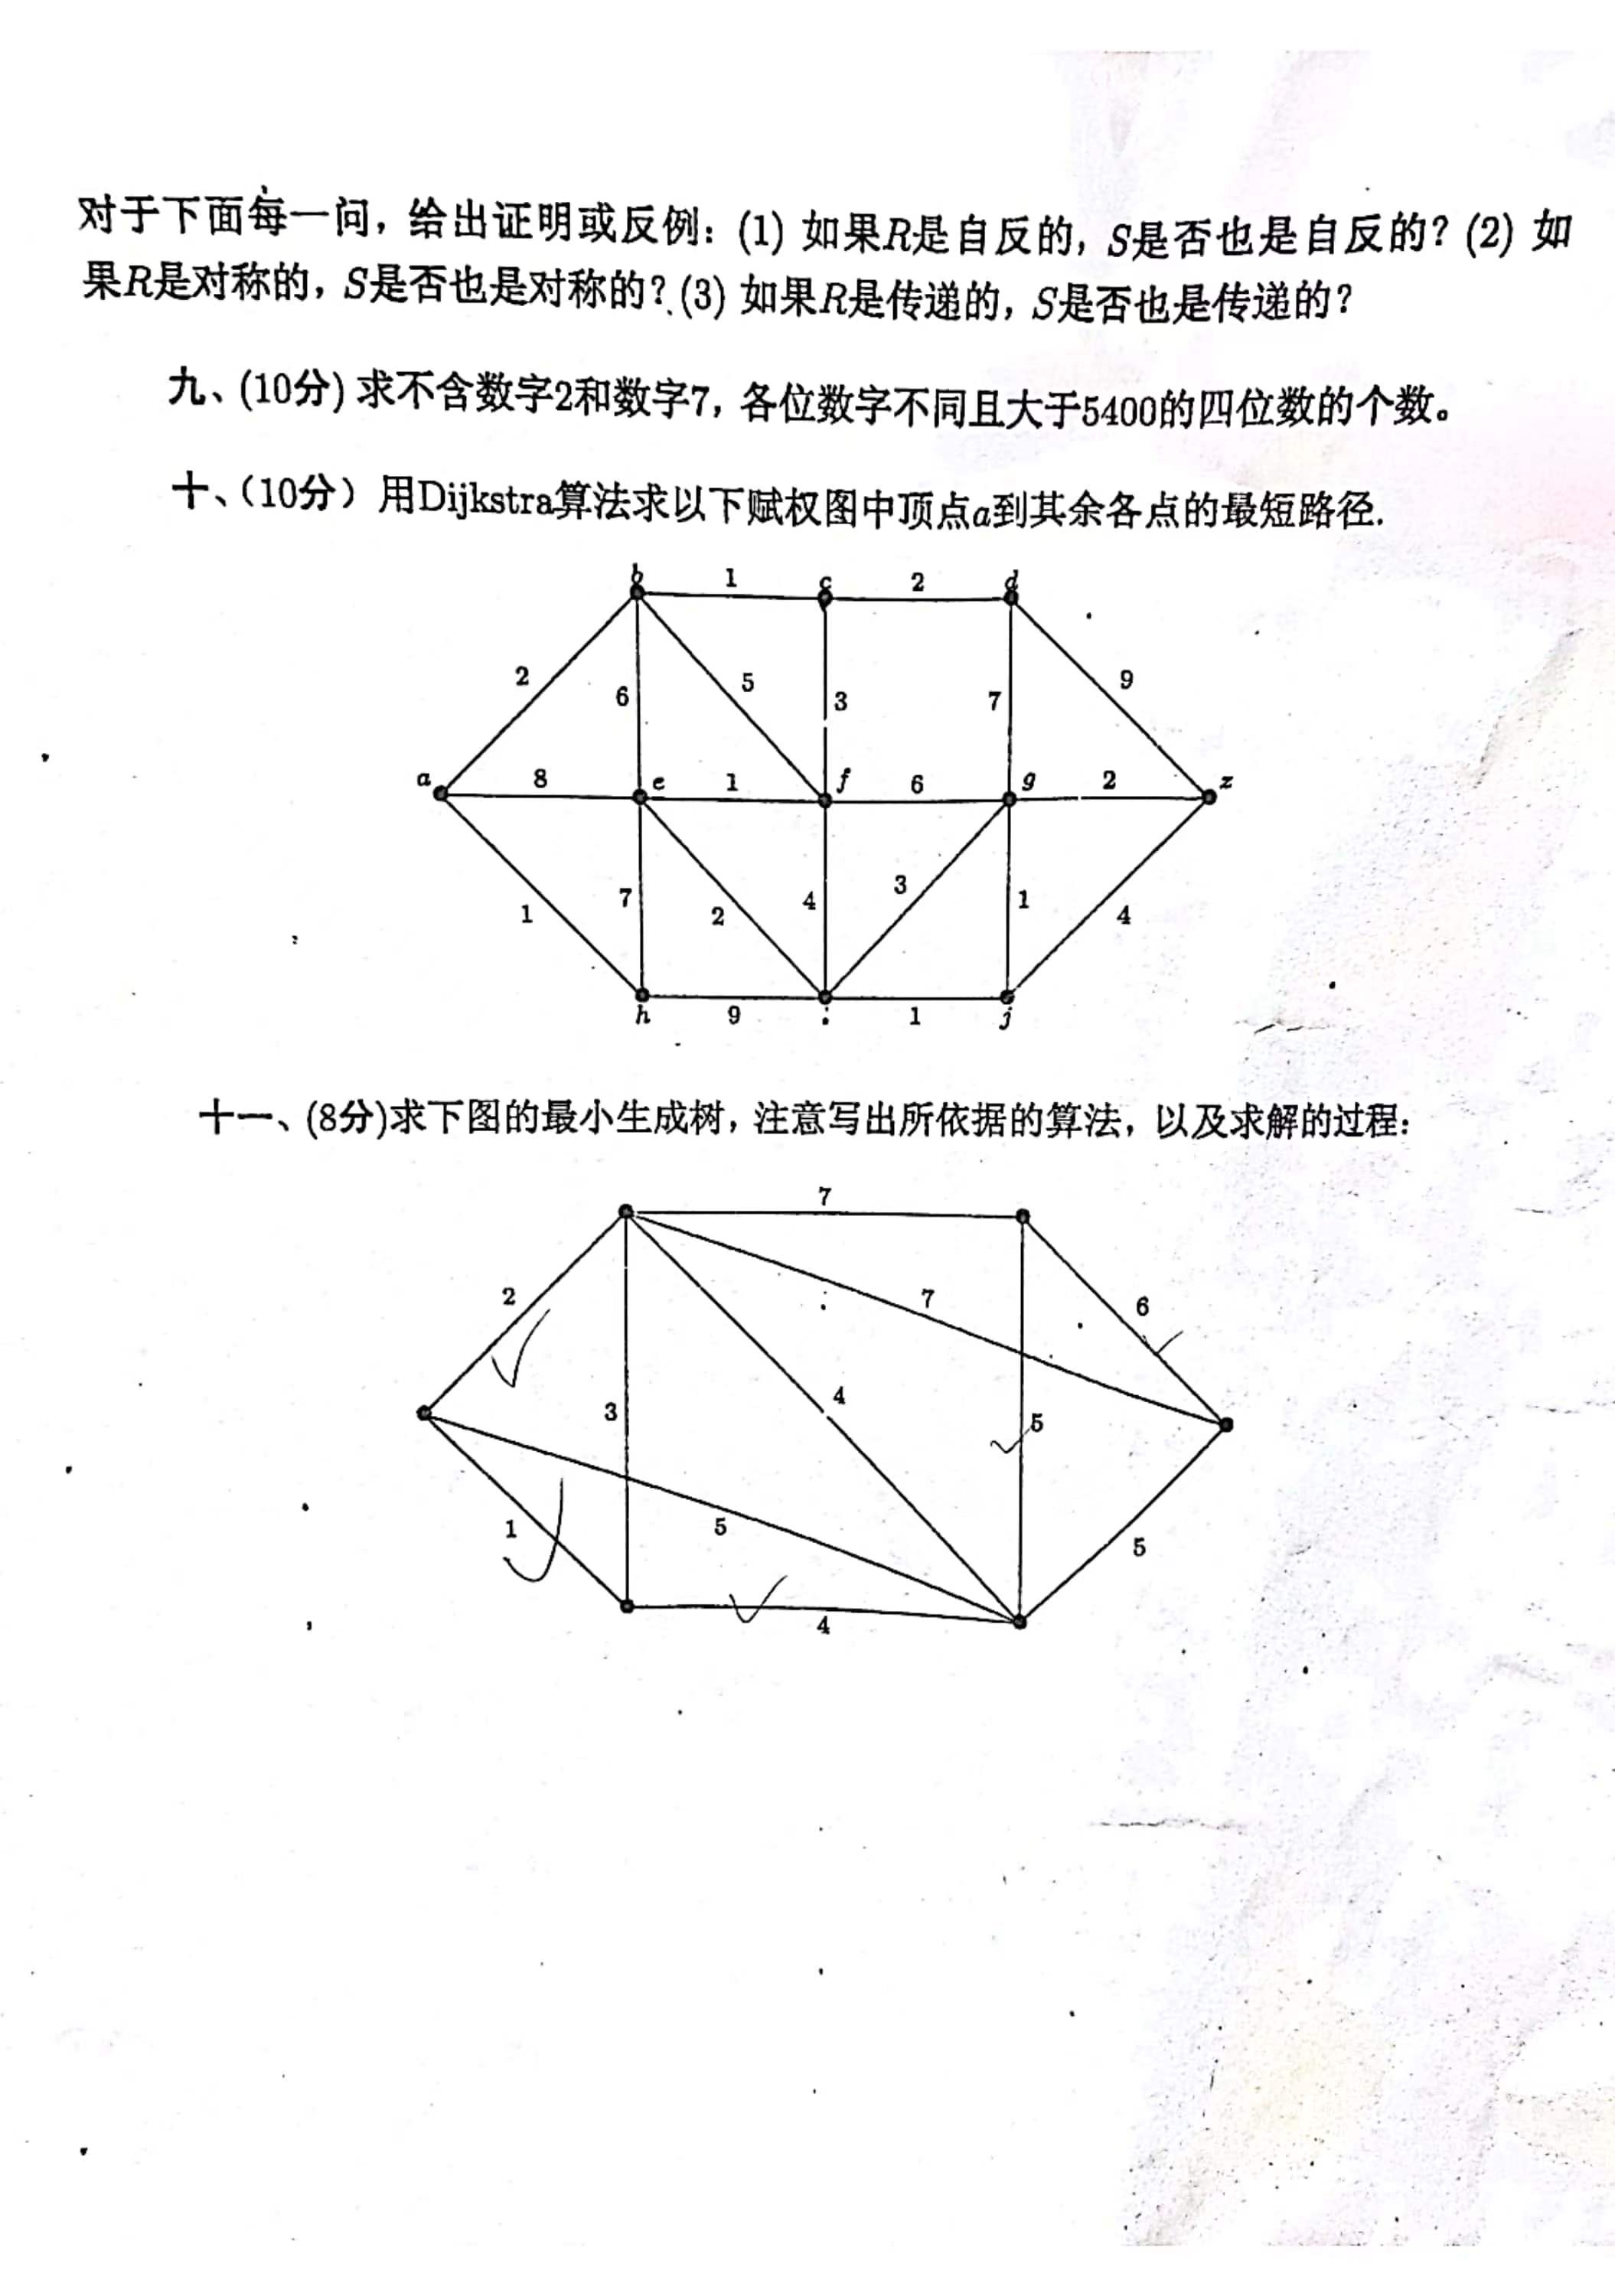 对于下面每一问，给出证明或反例：(1) 如果R是自反的，S是否也是自反的？(2) 如
果R是对称的，S是否也是对称的？(3) 如果R是传递的，S是否也是传递的？
九、(10分) 求不含数字2和数字7，各位数字不同且大于5400的四位数的个数。
十、（10分）用Dijkstra算法求以下赋权图中顶点a到其余各点的最短路径.
b 1 c 2 d
2 6 5 3 7 9
a 8 e 1 f 6 g 2 z
1 7 2 4 3 1 4
h 9 i 1 j
十一、(8分)求下图的最小生成树，注意写出所依据的算法，以及求解的过程：
7
2 7 6
3 4 5
1 5 5
4